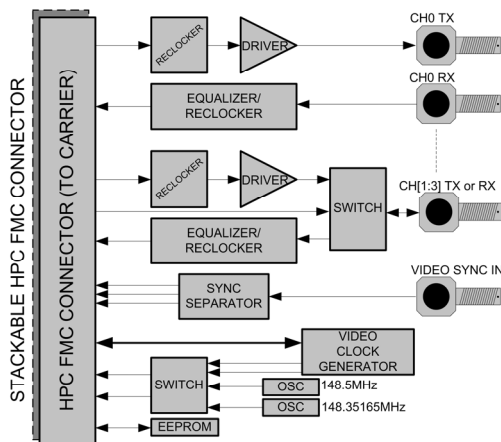 STACKABLE HPC FMC CONNECTOR
HPC FMC CONNECTOR (TO CARRIER)
RECLOCKER
DRIVER
CH0 TX
EQUALIZER/
RECLOCKER
CH0 RX
RECLOCKER
DRIVER
SWITCH
CH[1:3] TX or RX
EQUALIZER/
RECLOCKER
SYNC
SEPARATOR
VIDEO SYNC IN
VIDEO
CLOCK
GENERATOR
SWITCH
OSC
148.5MHz
OSC
148.35165MHz
EEPROM